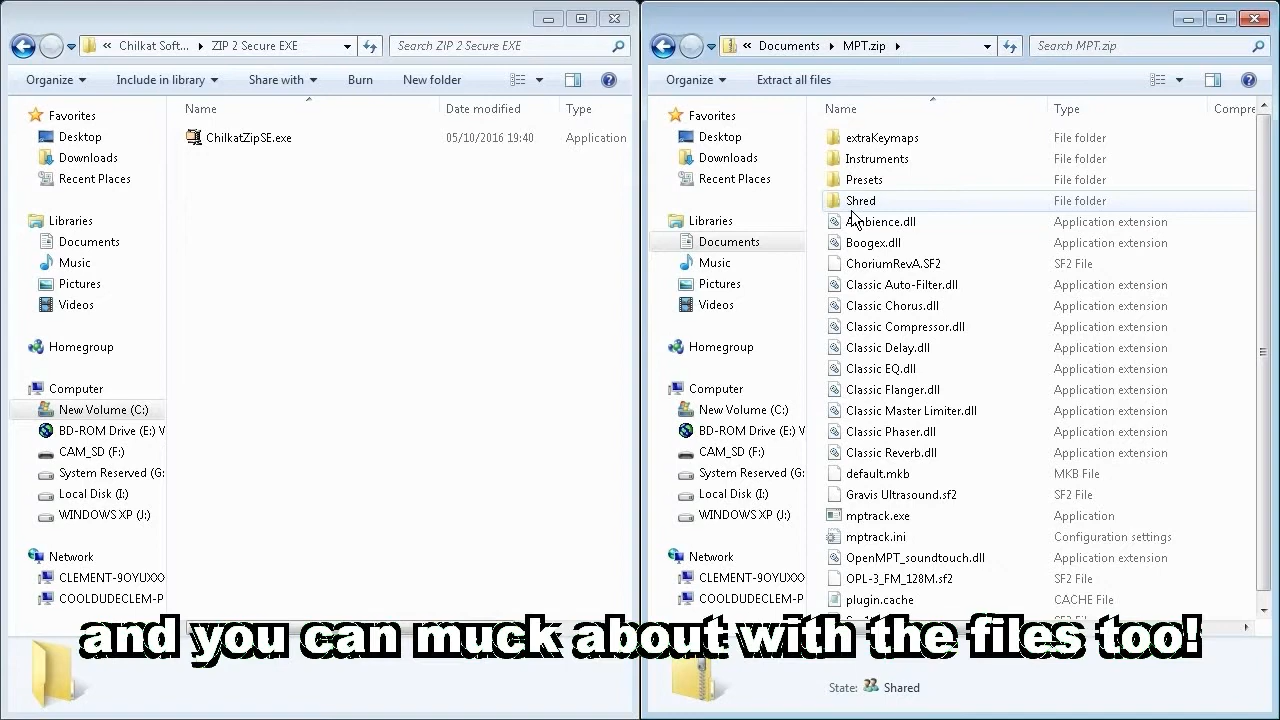 Chilkat Soft... ZIP 2 Secure EXE
Search ZIP 2 Secure EXE
Organize Include in library Share with Burn New folder
Name Date modified Type
ChilkatZipSE.exe 05/10/2016 19:40 Application
Favorites
Desktop
Downloads
Recent Places
Libraries
Documents
Music
Pictures
Videos
Homegroup
Computer
New Volume (C:)
BD-ROM Drive (E:) V
CAM_SD (F:)
System Reserved (G:
Local Disk (I:)
WINDOWS XP (J:)
Network
CLEMENT-9OYUXO
COOLDUDECLEM-P
Documents MPT.zip
Search MPT.zip
Organize Extract all files
Name Type Compre
Favorites
Desktop
Downloads
Recent Places
Libraries
Documents
Music
Pictures
Videos
Homegroup
Computer
New Volume (C:)
BD-ROM Drive (E:) V
CAM_SD (F:)
System Reserved (G:
Local Disk (I:)
WINDOWS XP (J:)
Network
CLEMENT-9OYUXO
COOLDUDECLEM-P
extraKeymaps File folder
Instruments File folder
Presets File folder
Shred File folder
Ambience.dll Application extension
Boogex.dll Application extension
ChoriumRevA.SF2 SF2 File
Classic Auto-Filter.dll Application extension
Classic Chorus.dll Application extension
Classic Compressor.dll Application extension
Classic Delay.dll Application extension
Classic EQ.dll Application extension
Classic Flanger.dll Application extension
Classic Master Limiter.dll Application extension
Classic Phaser.dll Application extension
Classic Reverb.dll Application extension
default.mkb MKB File
Gravis Ultrasound.sf2 SF2 File
mptrack.exe Application
mptrack.ini Configuration settings
OpenMPT_soundtouch.dll Application extension
OPL-3_FM_128M.sf2 SF2 File
plugin.cache CACHE File
and you can muck about with the files too!
State: Shared